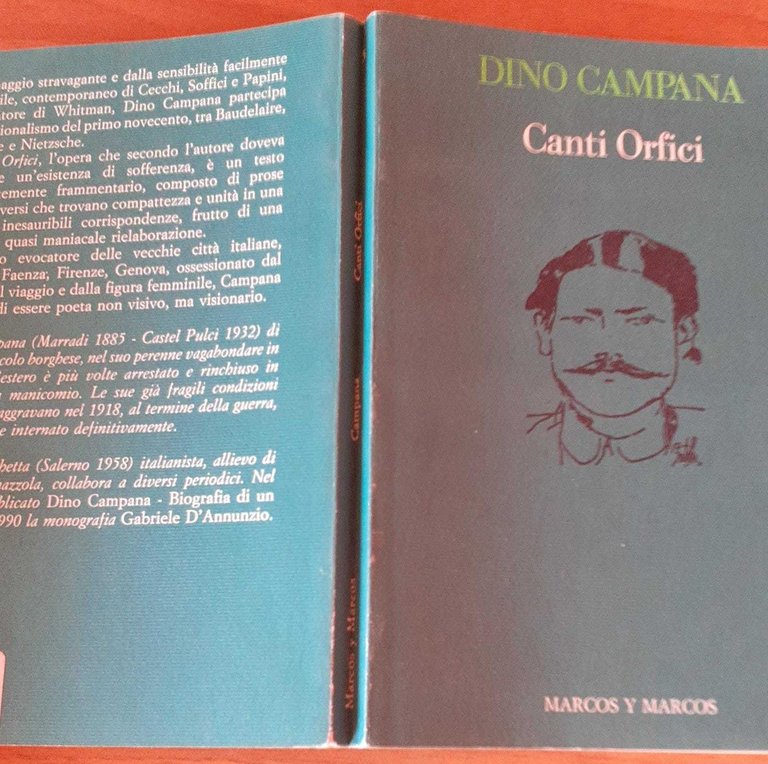 aggio stravagante e dalla sensibilità facilmente
ile, contemporaneo di Cecchi, Soffici e Papini,
tore di Whitman, Dino Campana partecipa
ionalismo del primo novecento, tra Baudelaire,
e e Nietzsche.
Orfici, l'opera che secondo l'autore doveva
e un'esistenza di sofferenza, è un testo
emente frammentario, composto di prose
versi che trovano compattezza e unità in una
inesauribili corrispondenze, frutto di una
quasi maniacale rielaborazione.
o evocatore delle vecchie città italiane,
Faenza, Firenze, Genova, ossessionato dal
l viaggio e dalla figura femminile, Campana
di essere poeta non visivo, ma visionario.
pana (Marradi 1885 - Castel Pulci 1932) di
colo borghese, nel suo perenne vagabondare in
estero è più volte arrestato e rinchiuso in
manicomio. Le sue già fragili condizioni
aggravano nel 1918, al termine della guerra,
e internato definitivamente.
hetta (Salerno 1958) italianista, allievo di
nazzola, collabora a diversi periodici. Nel
blicato Dino Campana - Biografia di un
990 la monografia Gabriele D'Annunzio.
Canti Orfici
Campana
Marcos y Marcos
DINO CAMPANA
Canti Orfici
MARCOS Y MARCOS